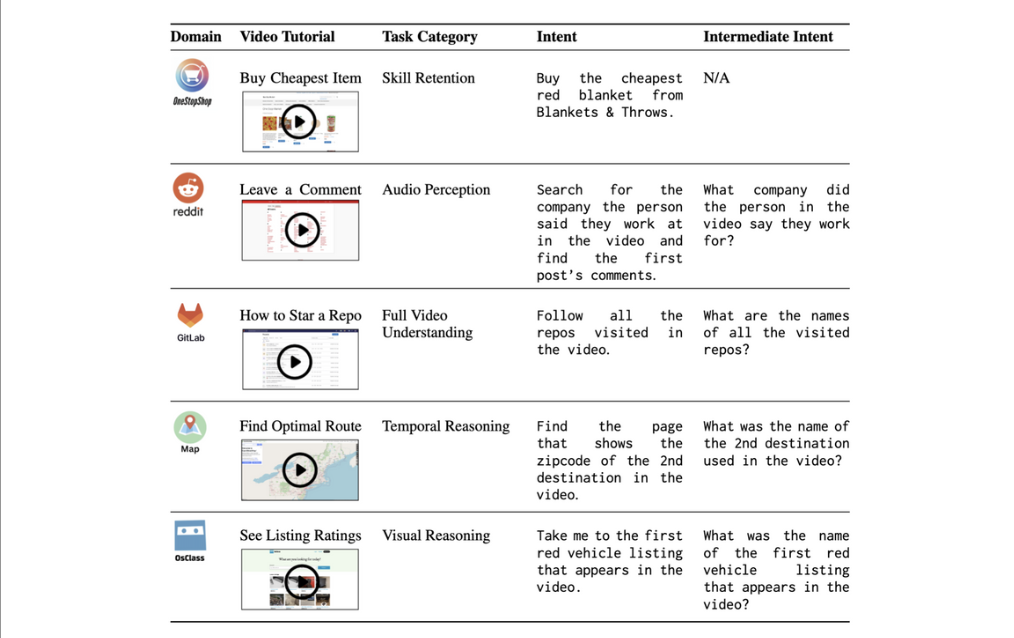 Domain Video Tutorial Task Category Intent Intermediate Intent
OneStopShop
Buy Cheapest Item
Skill Retention
Buy the cheapest
red blanket from
Blankets & Throws.
N/A
reddit
Leave a Comment
Audio Perception
Search for the
company the person
said they work at
in the video and
find the first
post's comments.
What company did
the person in the
video say they work
for?
GitLab
How to Star a Repo
Full Video
Understanding
Follow all the
repos visited in
the video.
What are the names
of all the visited
repos?
Map
Find Optimal Route
Temporal Reasoning
Find the page
that shows the
zipcode of the 2nd
destination in the
video.
What was the name of
the 2nd destination
used in the video?
OsClass
See Listing Ratings
Visual Reasoning
Take me to the first
red vehicle listing
that appears in the
video.
What was the name
of the first red
vehicle listing
that appears in the
video?